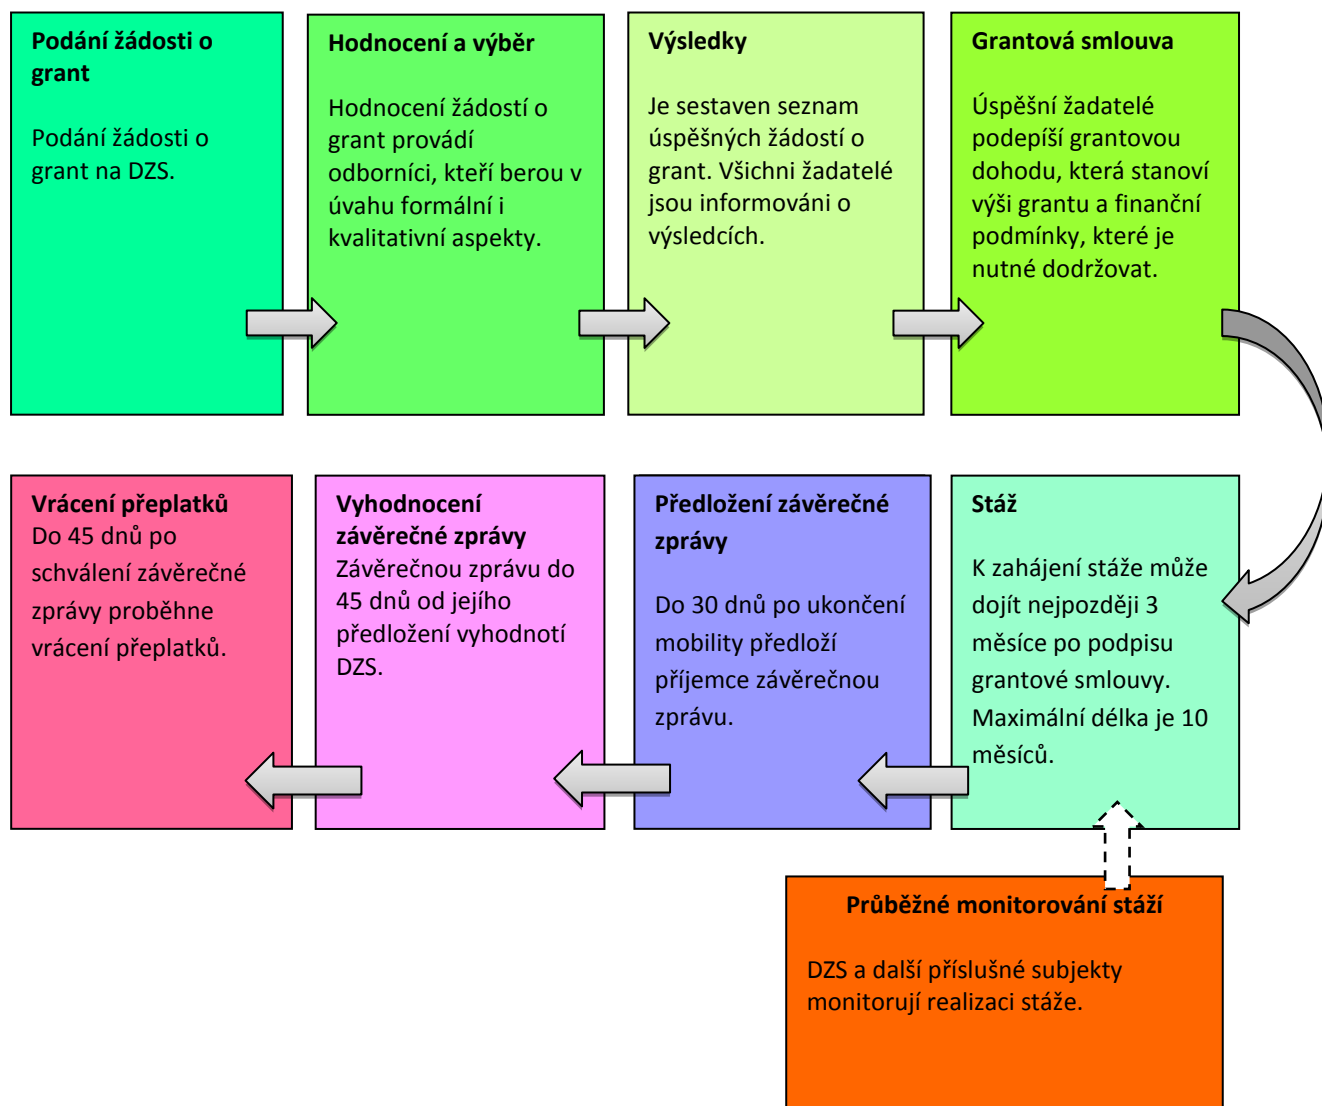 Podání žádosti o
grant
Podání žádosti o
grant na DZS.
Hodnocení a výběr
Hodnocení žádostí o
grant provádí
odborníci, kteří berou v
úvahu formální i
kvalitativní aspekty.
Výsledky
Je sestaven seznam
úspěšných žádostí o
grant. Všichni žadatelé
jsou informováni o
výsledcích.
Grantová smlouva
Úspěšní žadatelé
podepíší grantovou
dohodu, která stanoví
výši grantu a finanční
podmínky, které je
nutné dodržovat.
Vrácení přeplatků
Do 45 dnů po
schválení závěrečné
zprávy proběhne
vrácení přeplatků.
Vyhodnocení
závěrečné zprávy
Závěrečnou zprávu do
45 dnů od jejího
předložení vyhodnotí
DZS.
Předložení závěrečné
zprávy
Do 30 dnů po ukončení
mobility předloží
příjemce závěrečnou
zprávu.
Stáž
K zahájení stáže může
dojít nejpozději 3
měsíce po podpisu
grantové smlouvy.
Maximální délka je 10
měsíců.
Průběžné monitorování stáží
DZS a další příslušné subjekty
monitorují realizaci stáže.